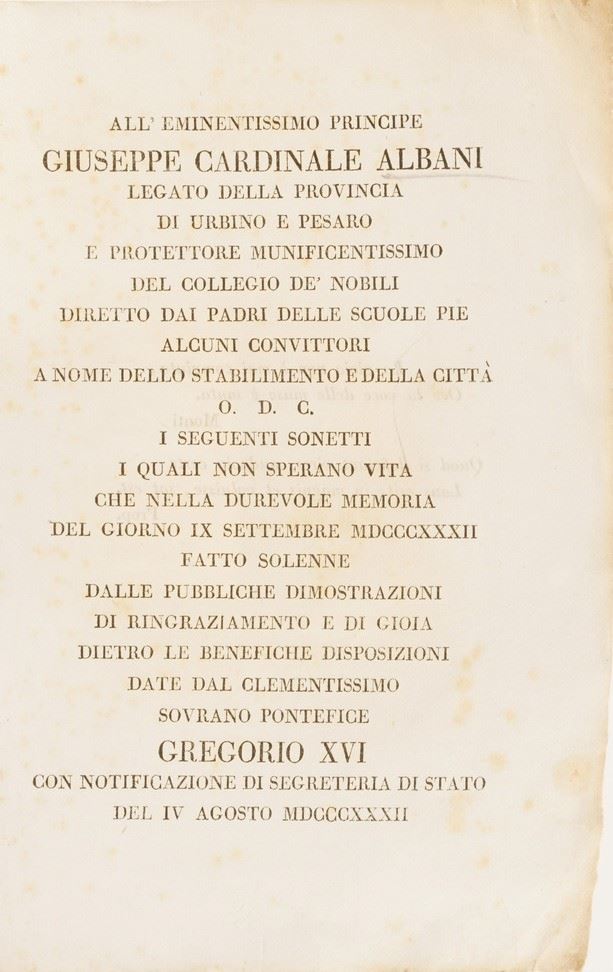 ALL' EMINENTISSIMO PRINCIPE
GIUSEPPE CARDINALE ALBANI
LEGATO DELLA PROVINCIA
DI URBINO E PESARO
E PROTETTORE MUNIFICENTISSIMO
DEL COLLEGIO DE' NOBILI
DIRETTO DAI PADRI DELLE SCUOLE PIE
ALCUNI CONVITTORI
A NOME DELLO STABILIMENTO E DELLA CITTÀ
O. D. C.
I SEGUENTI SONETTI
I QUALI NON SPERANO VITA
CHE NELLA DUREVOLE MEMORIA
DEL GIORNO IX SETTEMBRE MDCCCXXXII
FATTO SOLENNE
DALLE PUBBLICHE DIMOSTRAZIONI
DI RINGRAZIAMENTO E DI GIOIA
DIETRO LE BENEFICHE DISPOSIZIONI
DATE DAL CLEMENTISSIMO
SOVRANO PONTEFICE
GREGORIO XVI
CON NOTIFICAZIONE DI SEGRETERIA DI STATO
DEL IV AGOSTO MDCCCXXXII